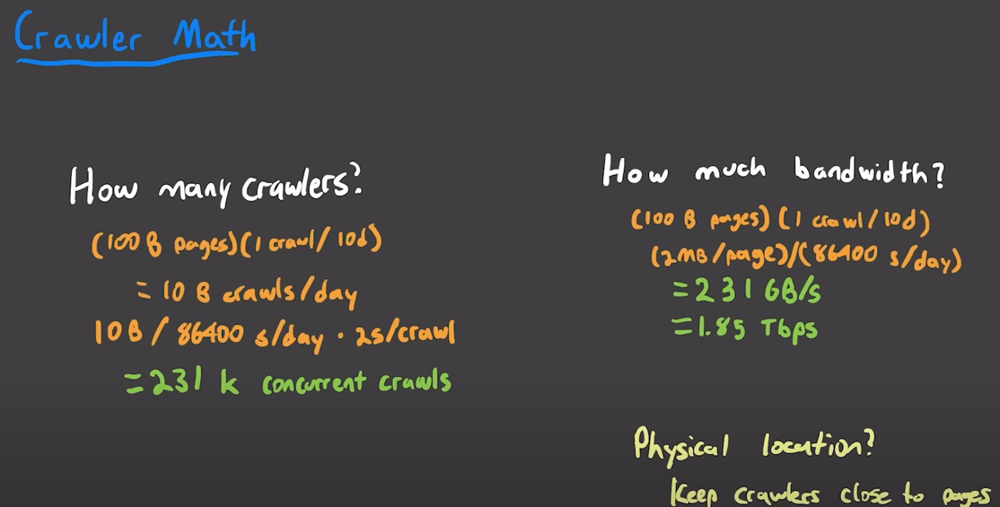 Crawler Math
How many crawlers?
(100 B pages)(1 crawl/10d)
= 10 B crawls/day
10B / 86400 s/day · 2s/crawl
= 231 k concurrent crawls
How much bandwidth?
(100 B pages)(1 crawl/10d)
(2MB/page)/(86400 s/day)
= 231 GB/s
= 1.85 Tbps
Physical location?
Keep crawlers close to pages